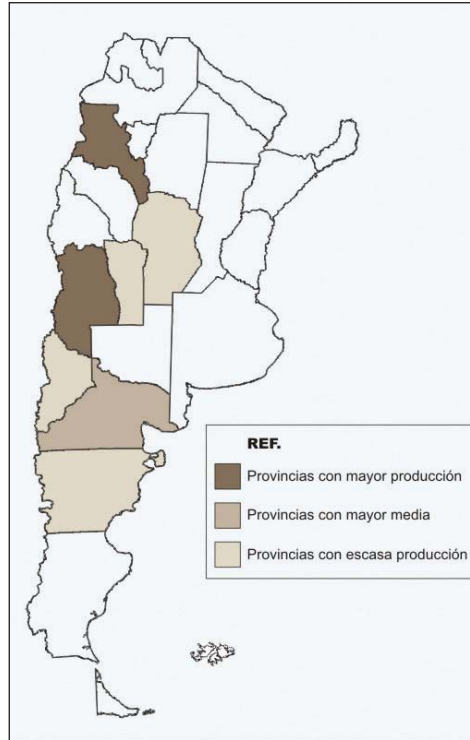 REF.
Provincias con mayor producción
Provincias con mayor media
Provincias con escasa producción